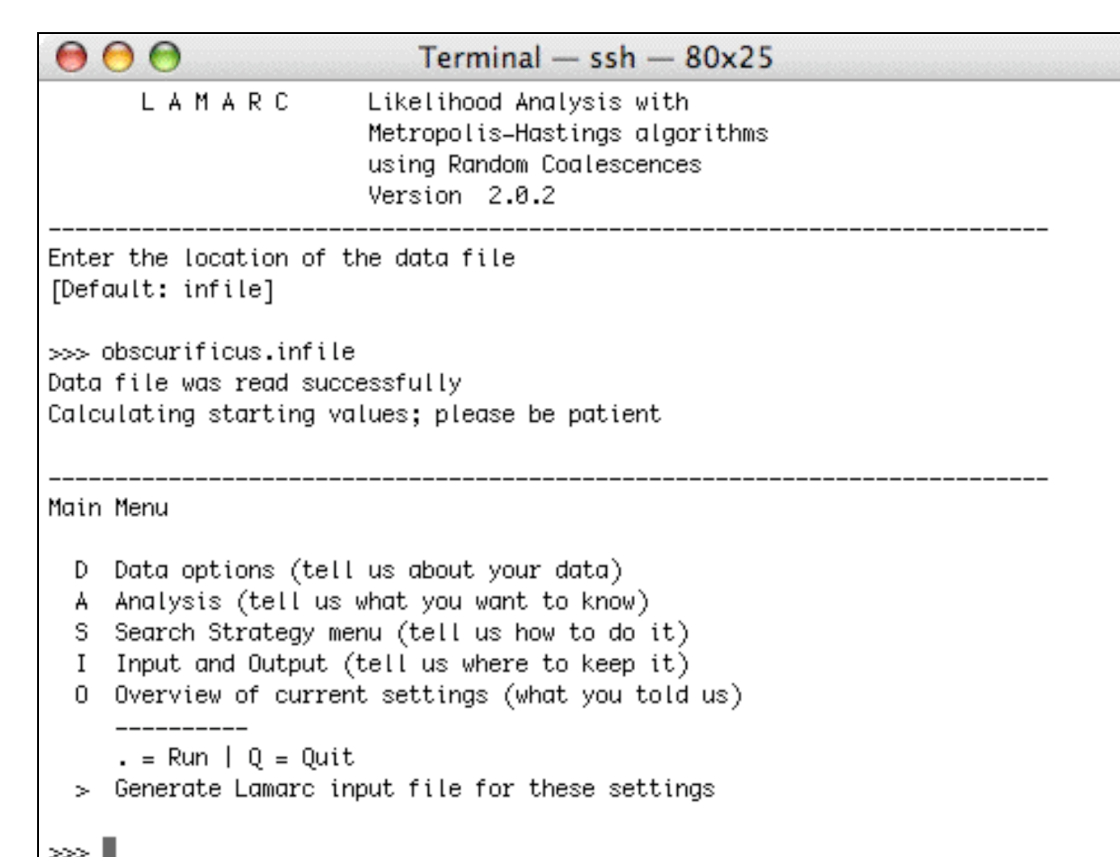 Terminal — ssh — 80x25
L A M A R C Likelihood Analysis with
Metropolis-Hastings algorithms
using Random Coalescences
Version 2.0.2
---------------------------------------------------------------------------
Enter the location of the data file
[Default: infile]
>>> obscurificus.infile
Data file was read successfully
Calculating starting values; please be patient
---------------------------------------------------------------------------
Main Menu
D Data options (tell us about your data)
A Analysis (tell us what you want to know)
S Search Strategy menu (tell us how to do it)
I Input and Output (tell us where to keep it)
O Overview of current settings (what you told us)
----------
. = Run | Q = Quit
> Generate Lamarc input file for these settings
>>>